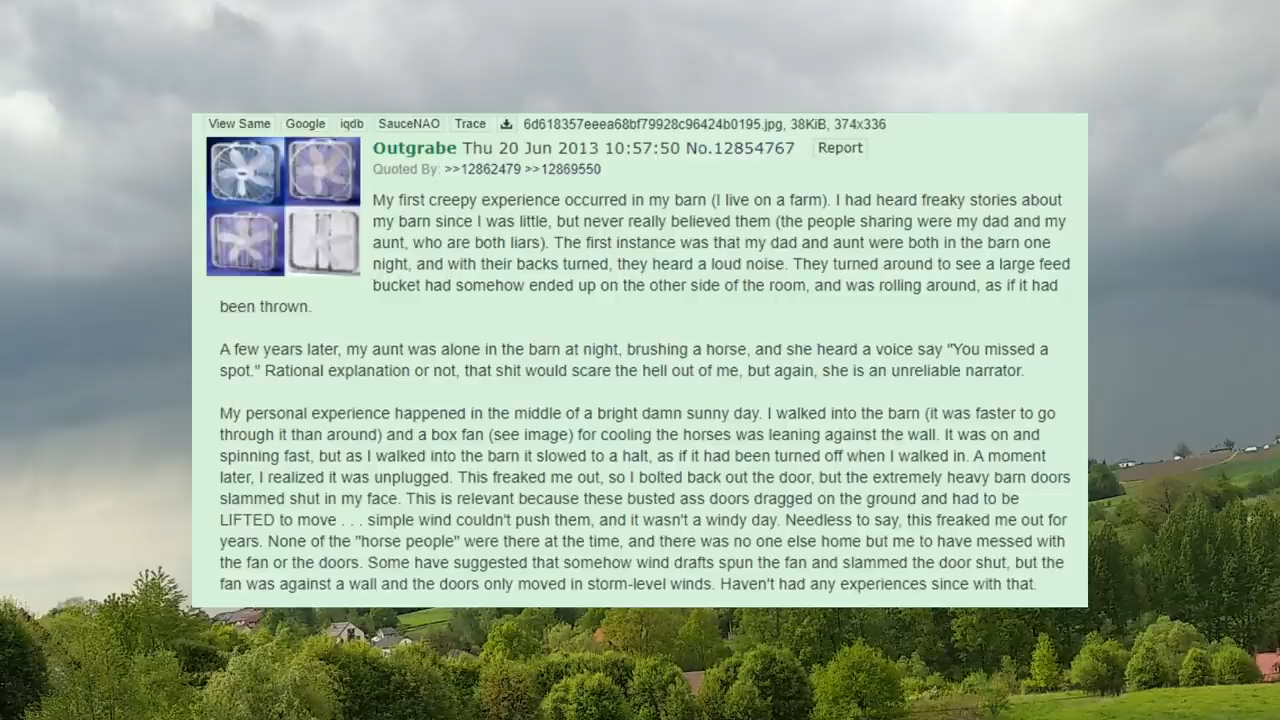 View Same Google iqdb SauceNAO Trace 6d618357eeea68bf79928c96424b0195.jpg, 38KiB, 374x336
Outgrabe Thu 20 Jun 2013 10:57:50 No.12854767 Report
Quoted By: >>12862479 >>12869550
My first creepy experience occurred in my barn (I live on a farm). I had heard freaky stories about
my barn since I was little, but never really believed them (the people sharing were my dad and my
aunt, who are both liars). The first instance was that my dad and aunt were both in the barn one
night, and with their backs turned, they heard a loud noise. They turned around to see a large feed
bucket had somehow ended up on the other side of the room, and was rolling around, as if it had
been thrown.
A few years later, my aunt was alone in the barn at night, brushing a horse, and she heard a voice say "You missed a
spot." Rational explanation or not, that shit would scare the hell out of me, but again, she is an unreliable narrator.
My personal experience happened in the middle of a bright damn sunny day. I walked into the barn (it was faster to go
through it than around) and a box fan (see image) for cooling the horses was leaning against the wall. It was on and
spinning fast, but as I walked into the barn it slowed to a halt, as if it had been turned off when I walked in. A moment
later, I realized it was unplugged. This freaked me out, so I bolted back out the door, but the extremely heavy barn doors
slammed shut in my face. This is relevant because these busted ass doors dragged on the ground and had to be
LIFTED to move . . . simple wind couldn't push them, and it wasn't a windy day. Needless to say, this freaked me out for
years. None of the "horse people" were there at the time, and there was no one else home but me to have messed with
the fan or the doors. Some have suggested that somehow wind drafts spun the fan and slammed the door shut, but the
fan was against a wall and the doors only moved in storm-level winds. Haven't had any experiences since with that.